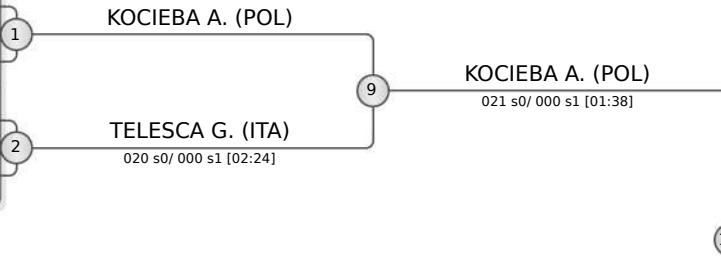 KOCIEBA A. (POL)
1
9
KOCIEBA A. (POL)
021 s0/ 000 s1 [01:38]
TELESCA G. (ITA)
2
020 s0/ 000 s1 [02:24]